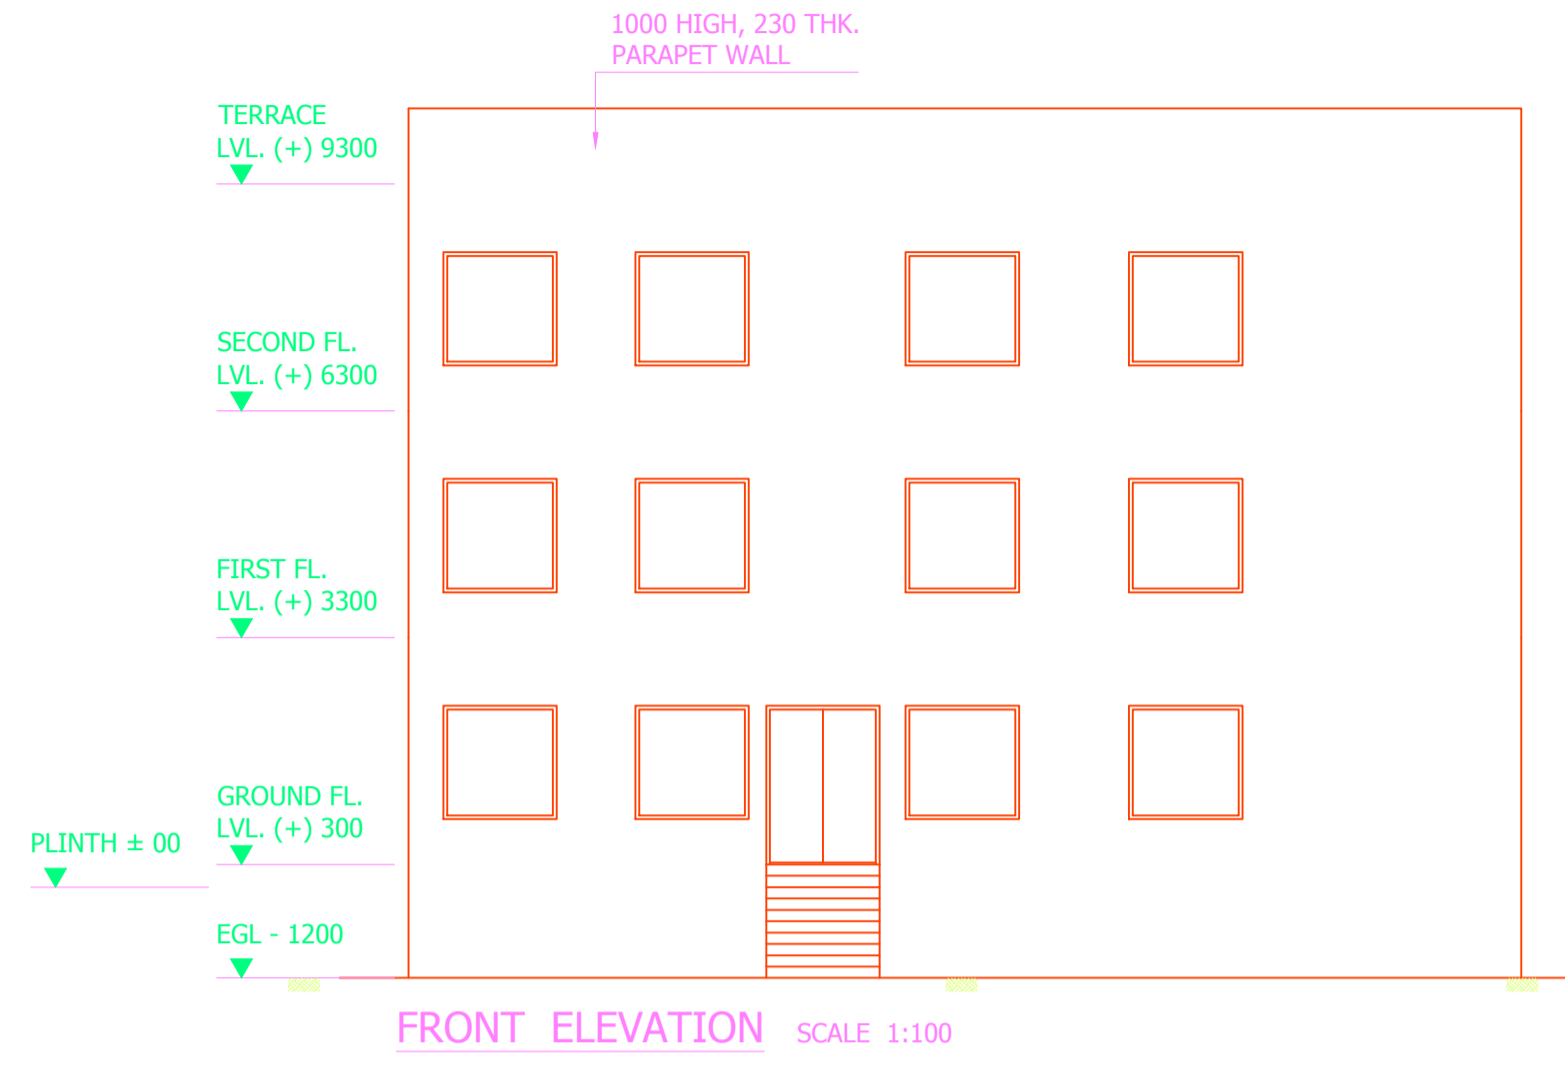 1000 HIGH, 230 THK.
PARAPET WALL
TERRACE
LVL. (+) 9300
SECOND FL.
LVL. (+) 6300
FIRST FL.
LVL. (+) 3300
GROUND FL.
LVL. (+) 300
PLINTH ± 00
EGL - 1200
FRONT ELEVATION SCALE 1:100